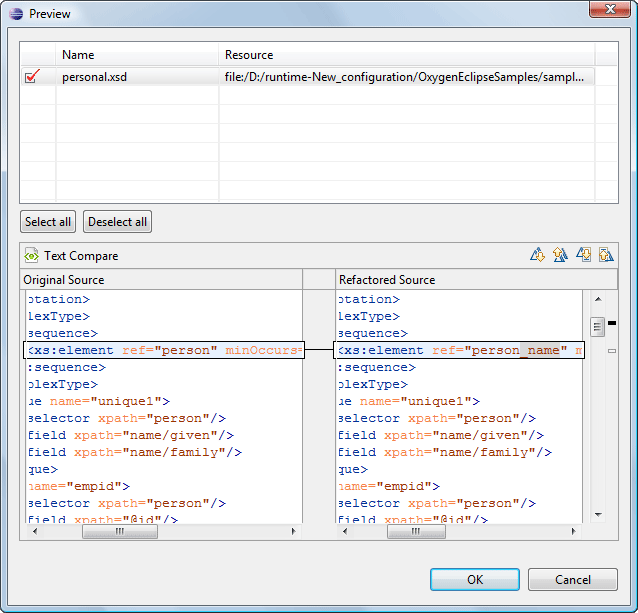 Preview
Name Resource
personal.xsd file:/D:/runtime-New_configuration/OxygenEclipseSamples/sampl...
Select all Deselect all
Text Compare
Original Source Refactored Source
otation> otation>
lexType> lexType>
sequence> sequence>
<xs:element ref="person" minOccurs= <xs:element ref="person_name" m
:sequence> :sequence>
plexType> plexType>
ue name="unique1"> ue name="unique1">
selector xpath="person"/> selector xpath="person"/>
field xpath="name/given"/> field xpath="name/given"/>
field xpath="name/family"/> field xpath="name/family"/>
que> que>
name="empid"> name="empid">
selector xpath="person"/> selector xpath="person"/>
field xpath="@id"/> field xpath="@id"/>
OK Cancel